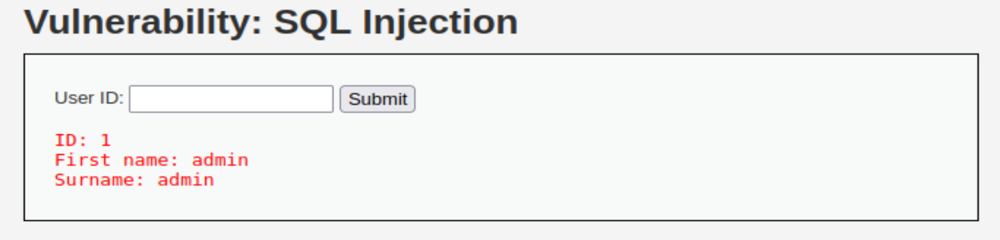 Vulnerability: SQL Injection
User ID: Submit
ID: 1
First name: admin
Surname: admin